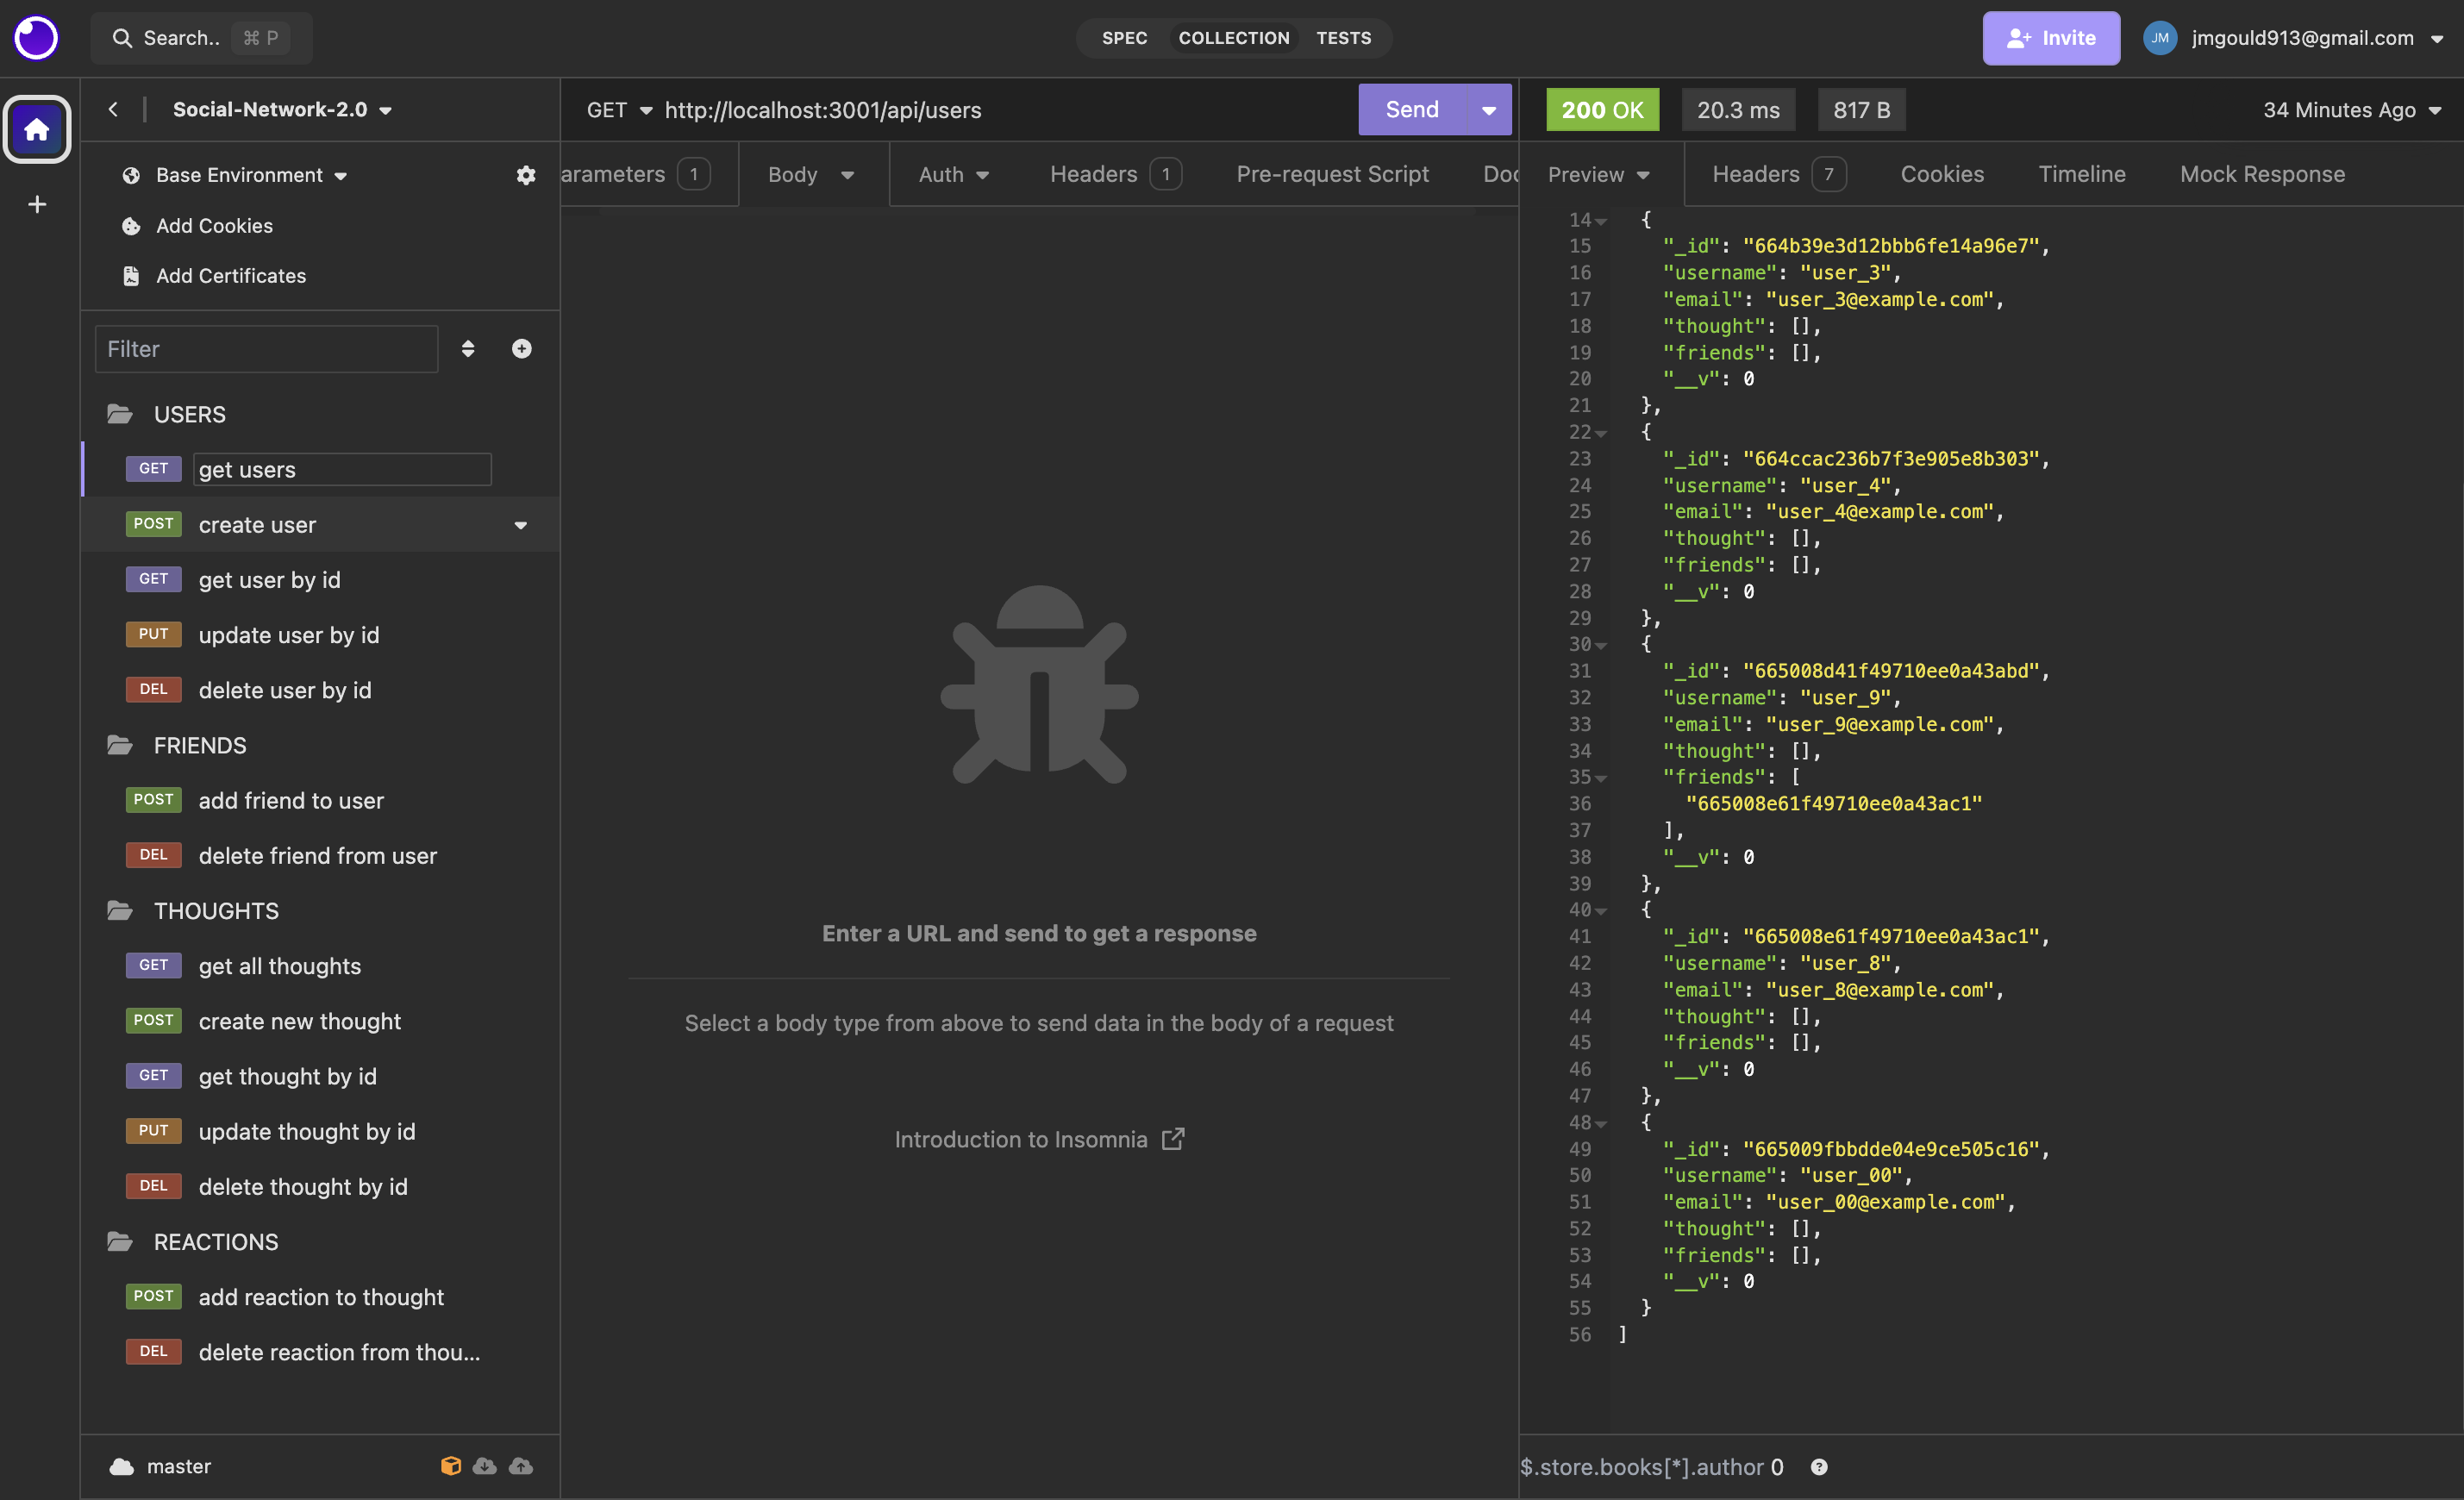 Search.. ⌘ P
SPEC COLLECTION TESTS
Invite
JM jmgould913@gmail.com
Social-Network-2.0
Base Environment
Add Cookies
Add Certificates
Filter
USERS
GET get users
POST create user
GET get user by id
PUT update user by id
DEL delete user by id
FRIENDS
POST add friend to user
DEL delete friend from user
THOUGHTS
GET get all thoughts
POST create new thought
GET get thought by id
PUT update thought by id
DEL delete thought by id
REACTIONS
POST add reaction to thought
DEL delete reaction from thou...
master
GET http://localhost:3001/api/users
Send
arameters 1 Body Auth Headers 1 Pre-request Script Doc
Enter a URL and send to get a response
Select a body type from above to send data in the body of a request
Introduction to Insomnia
200 OK 20.3 ms 817 B 34 Minutes Ago
Preview Headers 7 Cookies Timeline Mock Response
14 {
15 "_id": "664b39e3d12bbb6fe14a96e7",
16 "username": "user_3",
17 "email": "user_3@example.com",
18 "thought": [],
19 "friends": [],
20 "__v": 0
21 },
22 {
23 "_id": "664ccac236b7f3e905e8b303",
24 "username": "user_4",
25 "email": "user_4@example.com",
26 "thought": [],
27 "friends": [],
28 "__v": 0
29 },
30 {
31 "_id": "665008d41f49710ee0a43abd",
32 "username": "user_9",
33 "email": "user_9@example.com",
34 "thought": [],
35 "friends": [
36 "665008e61f49710ee0a43ac1"
37 ],
38 "__v": 0
39 },
40 {
41 "_id": "665008e61f49710ee0a43ac1",
42 "username": "user_8",
43 "email": "user_8@example.com",
44 "thought": [],
45 "friends": [],
46 "__v": 0
47 },
48 {
49 "_id": "665009fbbdde04e9ce505c16",
50 "username": "user_00",
51 "email": "user_00@example.com",
52 "thought": [],
53 "friends": [],
54 "__v": 0
55 }
56 ]
$.store.books[*].author 0